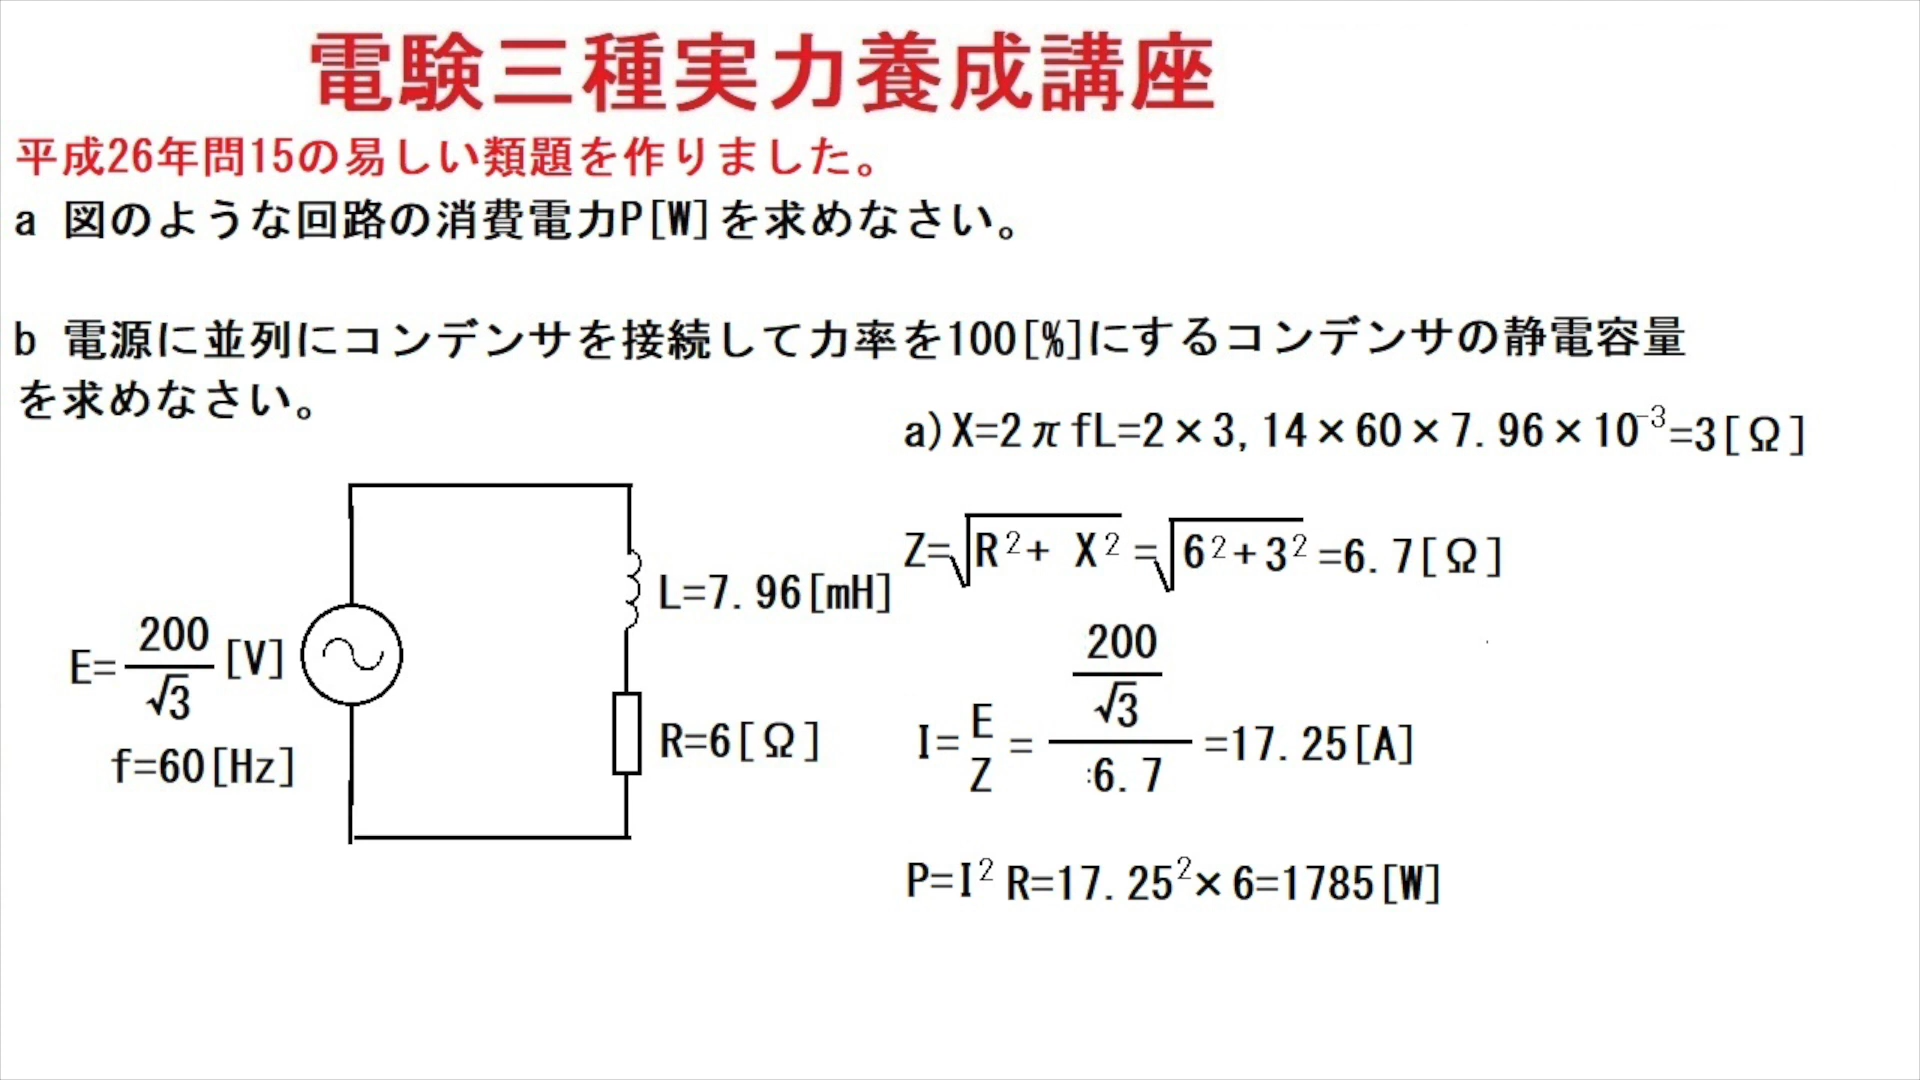 電験三種実力養成講座
平成26年問15の易しい類題を作りました。
a 図のような回路の消費電力P[W]を求めなさい。
b 電源に並列にコンデンサを接続して力率を100[%]にするコンデンサの静電容量
を求めなさい。
a)X=2πfL=2×3,14×60×7.96×10⁻³=3[Ω]
Z=√R²+ X² =√6²+3² =6.7[Ω]
L=7.96[mH]
E=200/√3[V]
f=60[Hz]
R=6[Ω]
I=E/Z=200/√3/:6.7=17.25[A]
P=I²R=17.25²×6=1785[W]